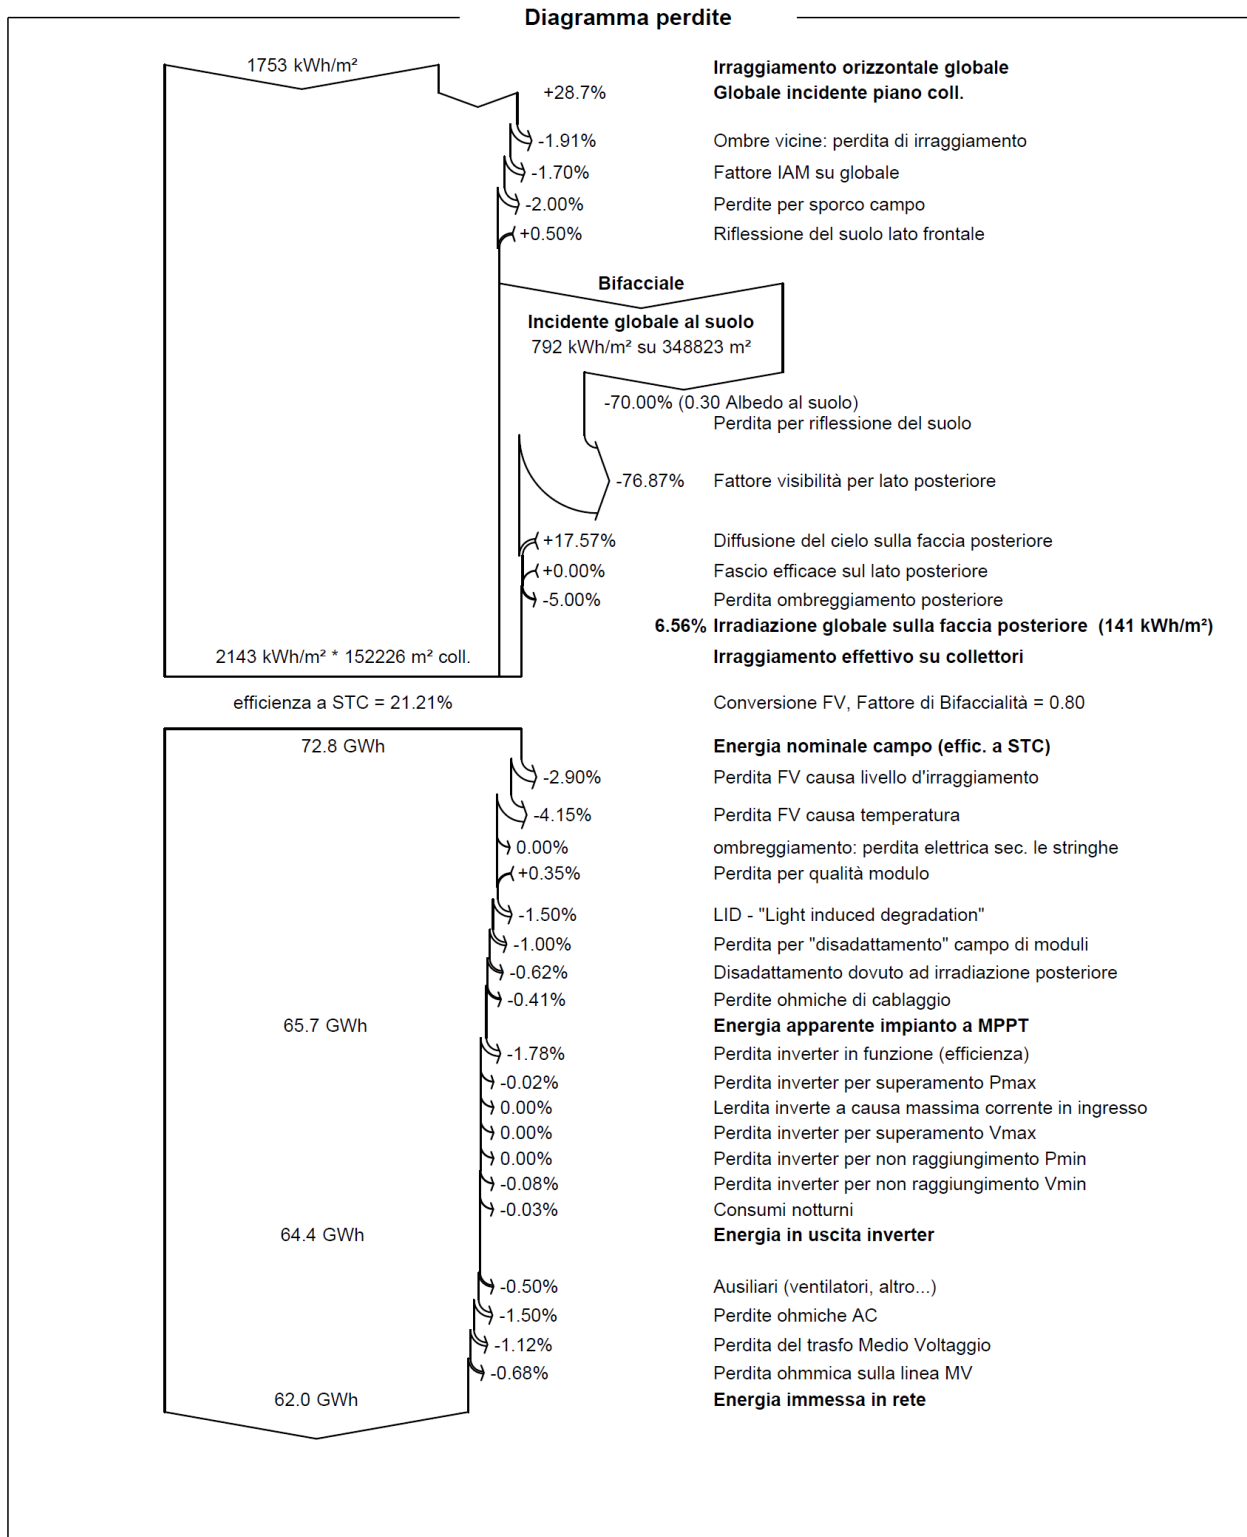 Diagramma perdite
1753 kWh/m²
Irraggiamento orizzontale globale
+28.7% Globale incidente piano coll.
-1.91% Ombre vicine: perdita di irraggiamento
-1.70% Fattore IAM su globale
-2.00% Perdite per sporco campo
+0.50% Riflessione del suolo lato frontale
Bifacciale
Incidente globale al suolo
792 kWh/m² su 348823 m²
-70.00% (0.30 Albedo al suolo)
Perdita per riflessione del suolo
-76.87% Fattore visibilità per lato posteriore
+17.57% Diffusione del cielo sulla faccia posteriore
+0.00% Fascio efficace sul lato posteriore
-5.00% Perdita ombreggiamento posteriore
6.56% Irradiazione globale sulla faccia posteriore (141 kWh/m²)
2143 kWh/m² * 152226 m² coll. Irraggiamento effettivo su collettori
efficienza a STC = 21.21% Conversione FV, Fattore di Bifaccialità = 0.80
72.8 GWh Energia nominale campo (effic. a STC)
-2.90% Perdita FV causa livello d'irraggiamento
-4.15% Perdita FV causa temperatura
0.00% ombreggiamento: perdita elettrica sec. le stringhe
+0.35% Perdita per qualità modulo
-1.50% LID - "Light induced degradation"
-1.00% Perdita per "disadattamento" campo di moduli
-0.62% Disadattamento dovuto ad irradiazione posteriore
-0.41% Perdite ohmiche di cablaggio
65.7 GWh Energia apparente impianto a MPPT
-1.78% Perdita inverter in funzione (efficienza)
-0.02% Perdita inverter per superamento Pmax
0.00% Lerdita inverte a causa massima corrente in ingresso
0.00% Perdita inverter per superamento Vmax
0.00% Perdita inverter per non raggiungimento Pmin
-0.08% Perdita inverter per non raggiungimento Vmin
-0.03% Consumi notturni
64.4 GWh Energia in uscita inverter
-0.50% Ausiliari (ventilatori, altro...)
-1.50% Perdite ohmiche AC
-1.12% Perdita del trasfo Medio Voltaggio
-0.68% Perdita ohmmica sulla linea MV
62.0 GWh Energia immessa in rete